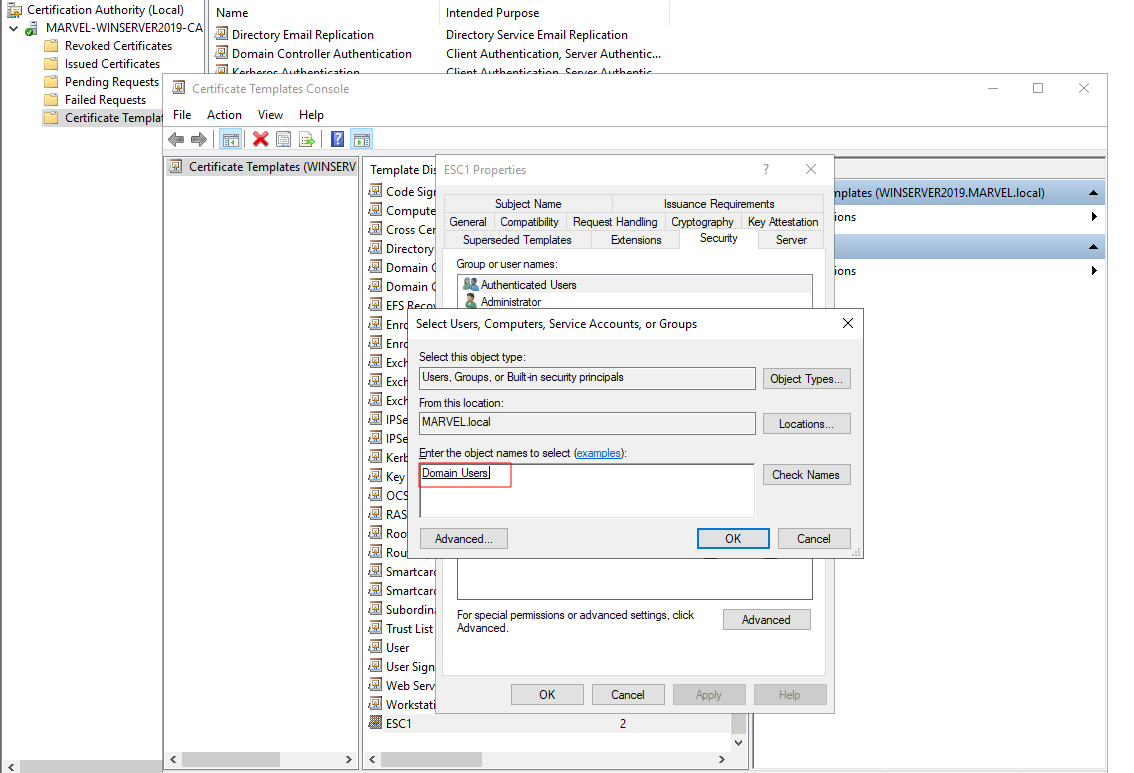 Certification Authority (Local)
MARVEL-WINSERVER2019-CA
Revoked Certificates
Issued Certificates
Pending Requests
Failed Requests
Certificate Templat
Name Intended Purpose
Directory Email Replication Directory Service Email Replication
Domain Controller Authentication Client Authentication, Server Authentic...
Kerberos Authentication Client Authentication, Server Authentic
Certificate Templates Console
File Action View Help
Certificate Templates (WINSERV
Template Dis
Code Sig
Compute
Cross Cer
Directory
Domain C
Domain C
EFS Reco
Enro
Enro
Exch
Exch
Exch
IPSe
IPSe
Kerb
Key
OCS
RAS
Root
Rout
Smartcard
Smartcard
Subordina
Trust List
User
User Sign
Web Serv
Workstati
ESC1 2
ESC1 Properties
?
Subject Name Issuance Requirements
General Compatibility Request Handling Cryptography Key Attestation
Superseded Templates Extensions Security Server
Group or user names:
Authenticated Users
Administrator
Select Users, Computers, Service Accounts, or Groups
Select this object type:
Users, Groups, or Built-in security principals Object Types...
From this location:
MARVEL.local Locations...
Enter the object names to select (examples):
Domain Users Check Names
Advanced... OK Cancel
For special permissions or advanced settings, click
Advanced.
Advanced
OK Cancel Apply Help
mplates (WINSERVER2019.MARVEL.local)
ions
ions